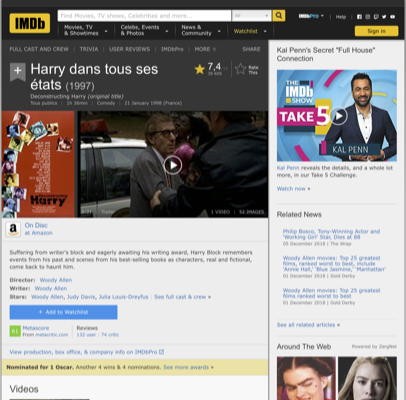 IMDb
Find Movies, TV shows, Celebrities and more...
All
IMDbPro
Help
Movies, TV
& Showtimes
Celebs, Events
& Photos
News &
Community
Watchlist
Sign in
FULL CAST AND CREW | TRIVIA | USER REVIEWS | IMDbPro | MORE
SHARE
Harry dans tous ses
états (1997)
Deconstructing Harry (original title)
Tous publics | 1h 36min | Comedy | 21 January 1998 (France)
7,4
Rate
This
Harry
Trailer
1 VIDEO | 52 IMAGES
On Disc
at Amazon
Suffering from writer's block and eagerly awaiting his writing award, Harry Block remembers
events from his past and scenes from his best-selling books as characters, real and fictional,
come back to haunt him.
Director: Woody Allen
Writer: Woody Allen
Stars: Woody Allen, Judy Davis, Julia Louis-Dreyfus | See full cast & crew »
+ Add to Watchlist
Metascore
From metacritic.com
Reviews
132 user | 74 critic
View production, box office, & company info on IMDbPro
Nominated for 1 Oscar. Another 4 wins & 4 nominations. See more awards »
Videos
Kal Penn's Secret "Full House"
Connection
THE
IMDb
SHOW
TAKE 5
KAL PENN
Kal Penn reveals the details, and a whole lot
more, in our Take 5 Challenge.
Watch now »
Related News
Philip Bosco, Tony-Winning Actor and
'Working Girl' Star, Dies at 88
05 December 2018 | The Wrap
Woody Allen movies: Top 25 greatest
films, ranked worst to best, include
'Annie Hall,' 'Blue Jasmine,' 'Manhattan'
01 December 2018 | Gold Derby
Woody Allen movies: Top 25 greatest
films ranked worst to best
01 December 2018 | Gold Derby
See all related articles »
Around The Web
Powered by ZergNet